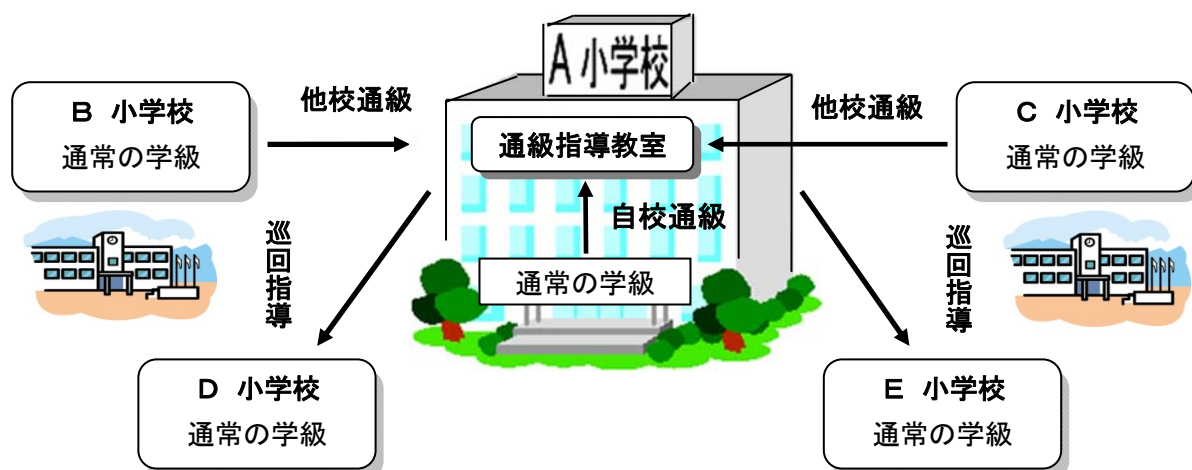 A 小学校
B 小学校
通常の学級
他校通級
通級指導教室
他校通級
C 小学校
通常の学級
自校通級
通常の学級
巡回指導
巡回指導
D 小学校
通常の学級
E 小学校
通常の学級